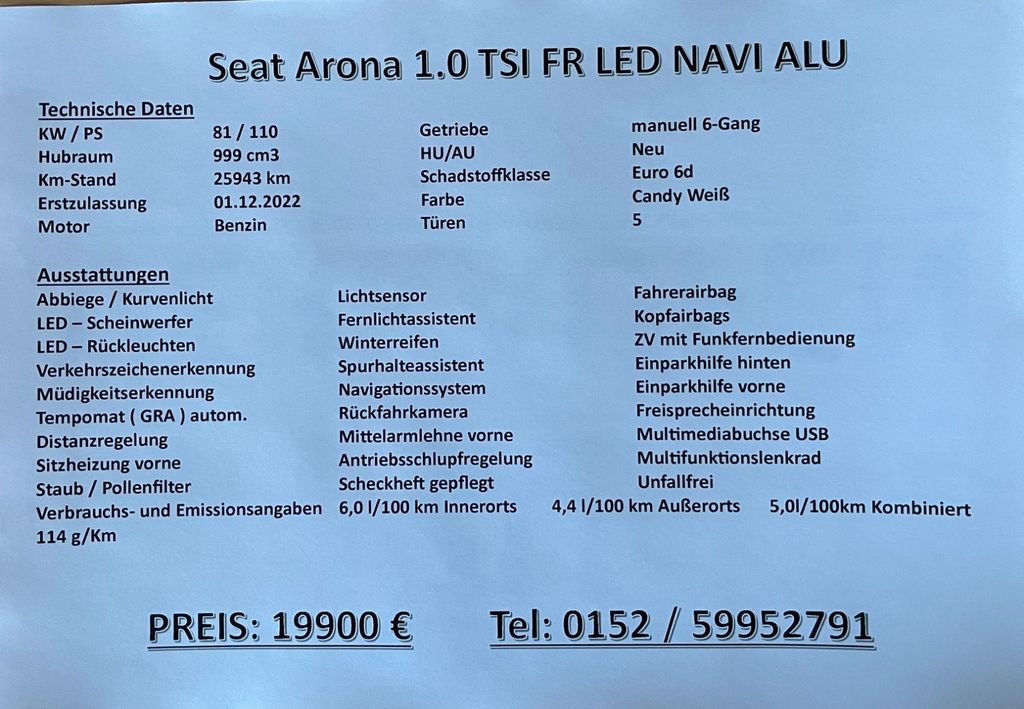 Seat Arona 1.0 TSI FR LED NAVI ALU
Technische Daten
KW / PS 81 / 110 Getriebe manuell 6-Gang
Hubraum 999 cm3 HU/AU Neu
Km-Stand 25943 km Schadstoffklasse Euro 6d
Erstzulassung 01.12.2022 Farbe Candy Weiß
Motor Benzin Türen 5
Ausstattungen
Abbiege / Kurvenlicht Lichtsensor Fahrerairbag
LED – Scheinwerfer Fernlichtassistent Kopfairbags
LED – Rückleuchten Winterreifen ZV mit Funkfernbedienung
Verkehrszeichenerkennung Spurhalteassistent Einparkhilfe hinten
Müdigkeitserkennung Navigationssystem Einparkhilfe vorne
Tempomat ( GRA ) autom. Rückfahrkamera Freisprecheinrichtung
Distanzregelung Mittelarmlehne vorne Multimediabuchse USB
Sitzheizung vorne Antriebsschlupfregelung Multifunktionslenkrad
Staub / Pollenfilter Scheckheft gepflegt Unfallfrei
Verbrauchs- und Emissionsangaben 6,0 l/100 km Innerorts 4,4 l/100 km Außerorts 5,0l/100km Kombiniert
114 g/Km
PREIS: 19900 € Tel: 0152 / 59952791